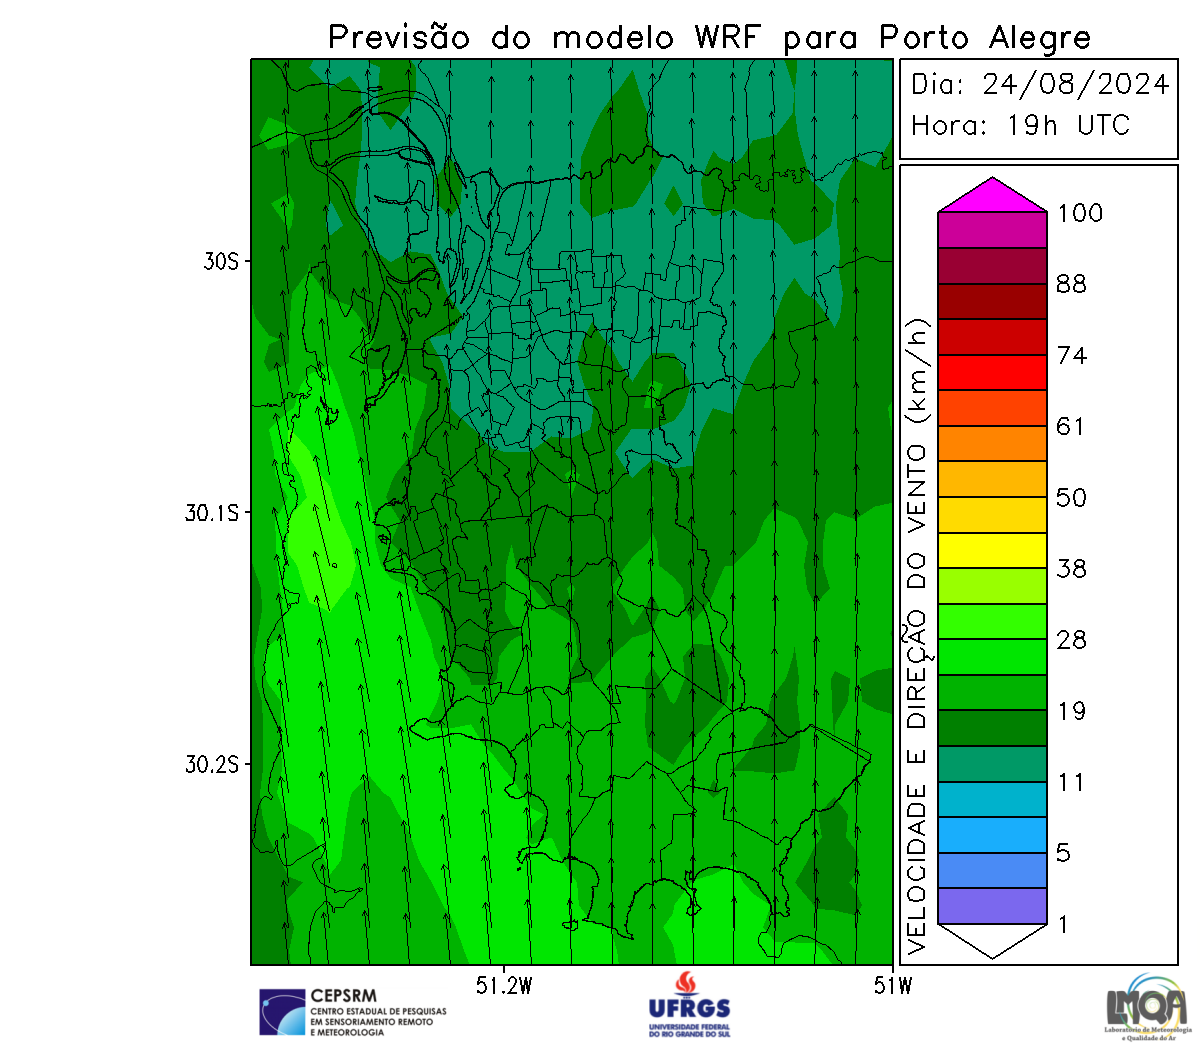 Previsão do modelo WRF para Porto Alegre
Dia: 24/08/2024
Hora: 19h UTC
100
88
74
61
50
38
28
19
11
5
1
VELOCIDADE E DIREÇÃO DO VENTO (km/h)
30S
30.1S
30.2S
51.2W
51W
CEPSRM
CENTRO ESTADUAL DE PESQUISAS
EM SENSORIAMENTO REMOTO
E METEOROLOGIA
UFRGS
UNIVERSIDADE FEDERAL
DO RIO GRANDE DO SUL
LMQA
Laboratório de Meteorologia
e Qualidade do Ar